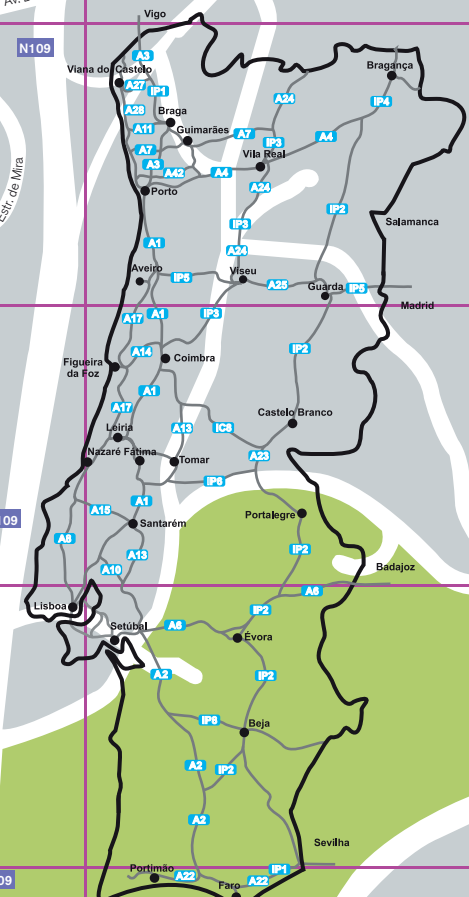 Vigo
N109
A3
Viana do Castelo
Bragança
A27
IP1
A24
IP4
A28
Braga
A11
Guimarães
A7
A7
IP3
A4
Vila Real
A3
A42
A4
Estr. de Mira
Porto
A24
IP2
IP3
Salamanca
A1
A24
Aveiro
IP5
Viseu
A25
Guarda
IP5
Madrid
A17
A1
IP3
A14
IP2
Figueira
da Foz
Coimbra
A1
A17
Castelo Branco
Leiria
A13
IC8
Nazaré
Fátima
Tomar
A23
IP6
A1
A15
Portalegre
09
Santarém
A8
A13
IP2
A10
Badajoz
A6
Lisboa
IP2
Setúbal
A6
Évora
A2
IP2
IP8
Beja
A2
IP2
A2
Sevilha
Portimão
IP1
A22
A22
Faro
09